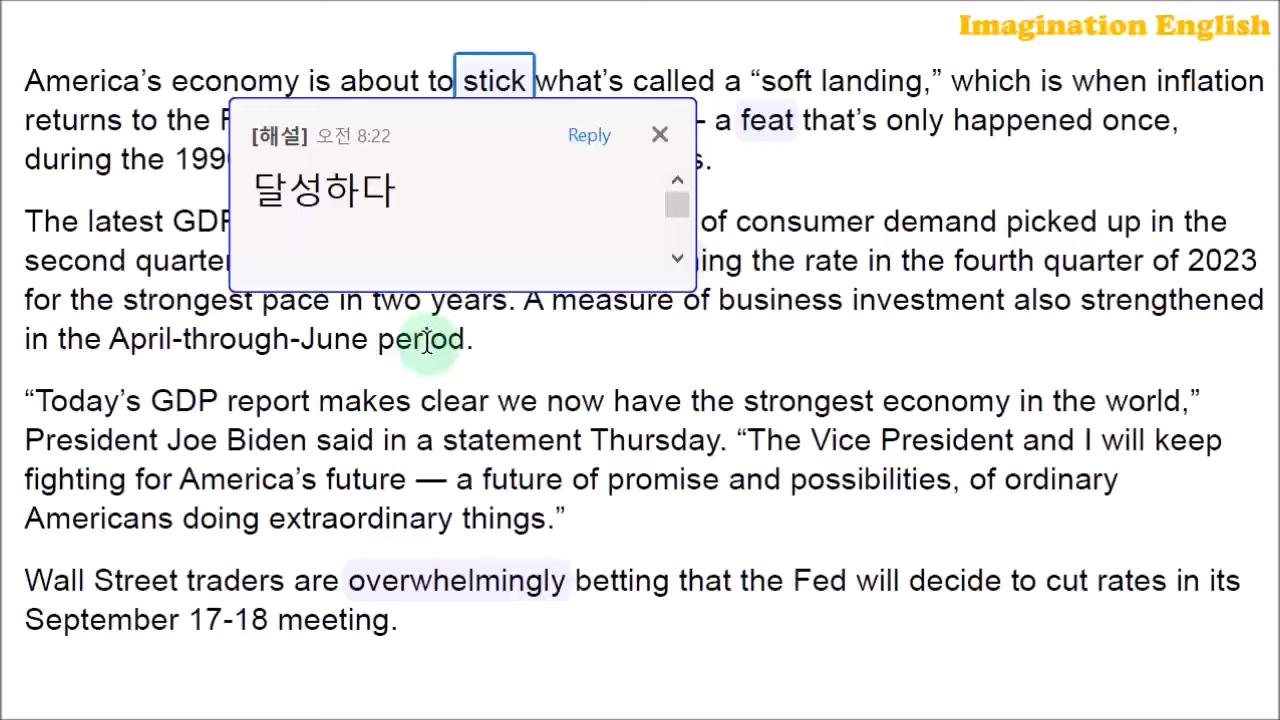 Imagination English
America’s economy is about to stick what’s called a “soft landing,” which is when inflation
returns to the - a feat that’s only happened once,
during the
[해설] 오전 8:22 Reply
달성하다
The latest of consumer demand picked up in the
second the rate in the fourth quarter of 2023
for the strongest pace in two years. A measure of business investment also strengthened
in the April-through-June period.
“Today’s GDP report makes clear we now have the strongest economy in the world,”
President Joe Biden said in a statement Thursday. “The Vice President and I will keep
fighting for America’s future — a future of promise and possibilities, of ordinary
Americans doing extraordinary things.”
Wall Street traders are overwhelmingly betting that the Fed will decide to cut rates in its
September 17-18 meeting.